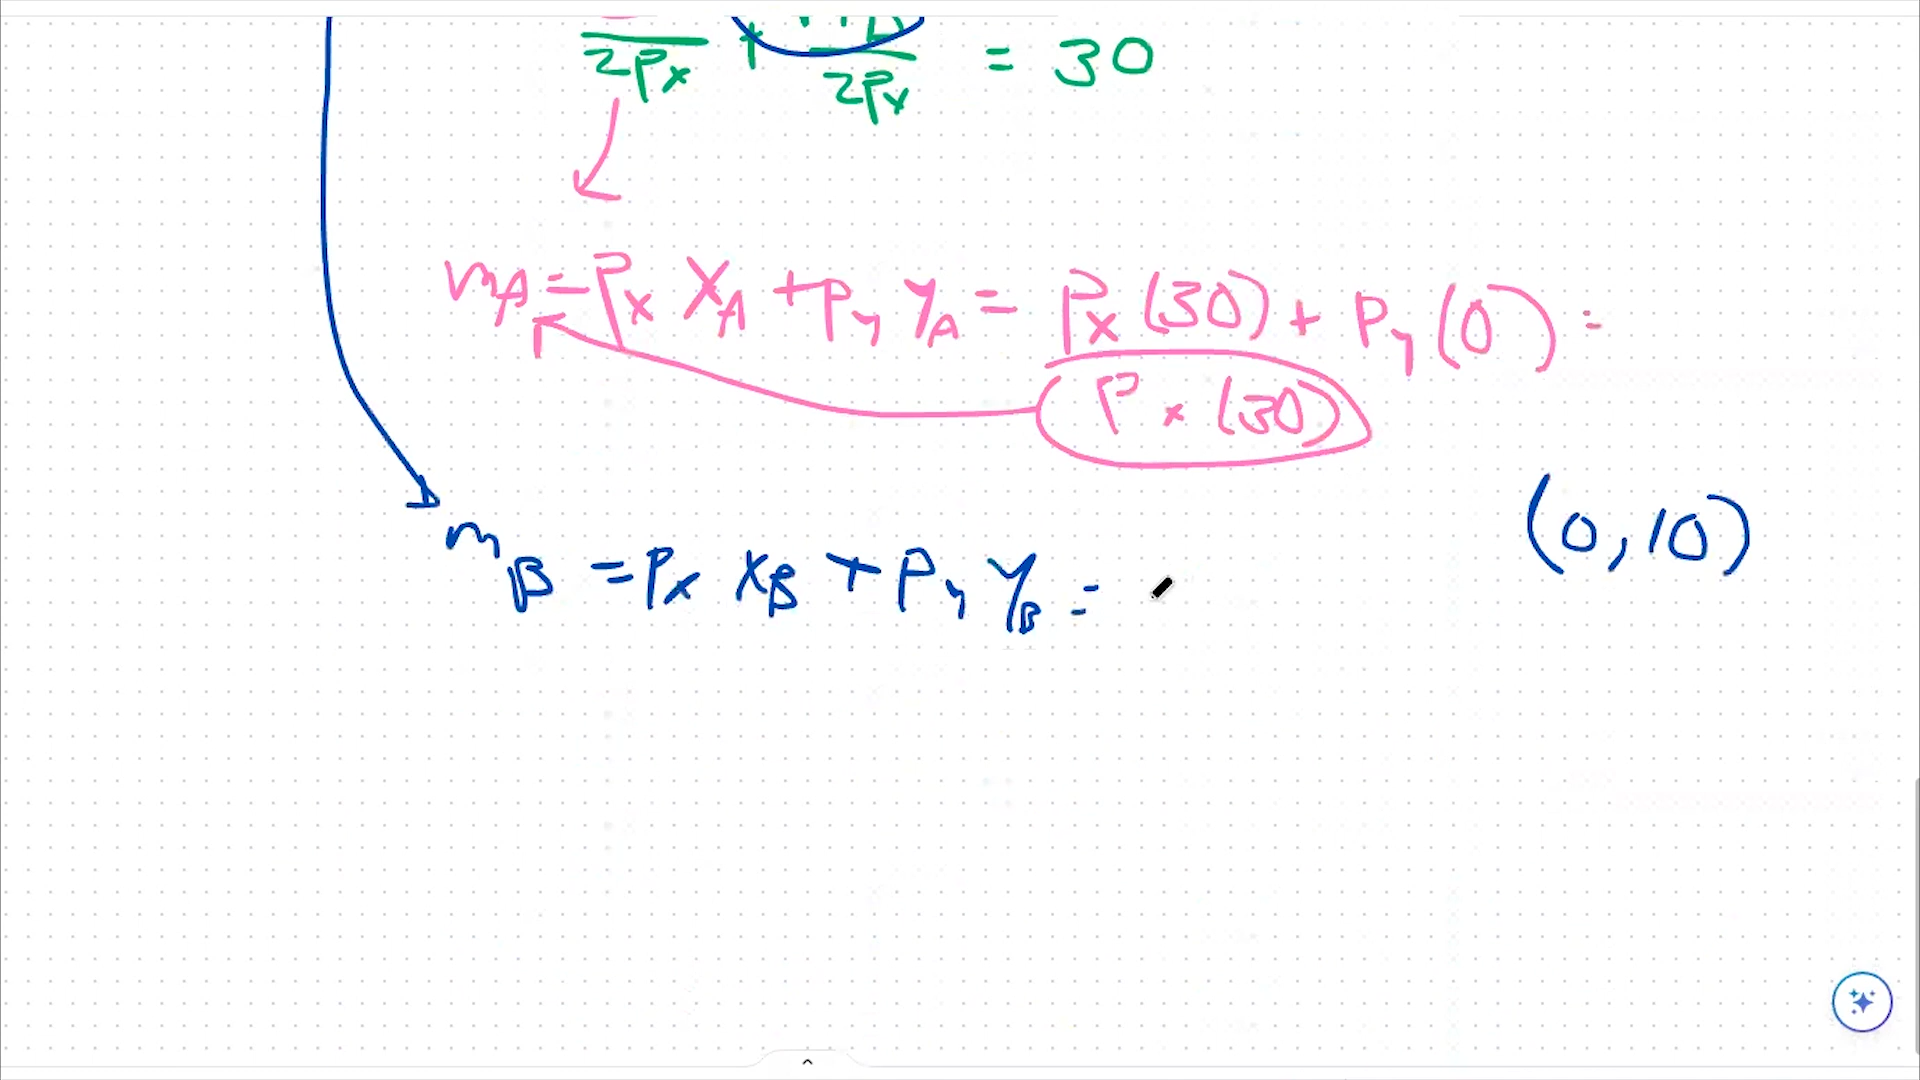 2Px + 2Px = 30
mA = Px XA + Py YA = Px (30) + Py (0) =
Px (30)
(0, 10)
mB = Px XB + Py YB =